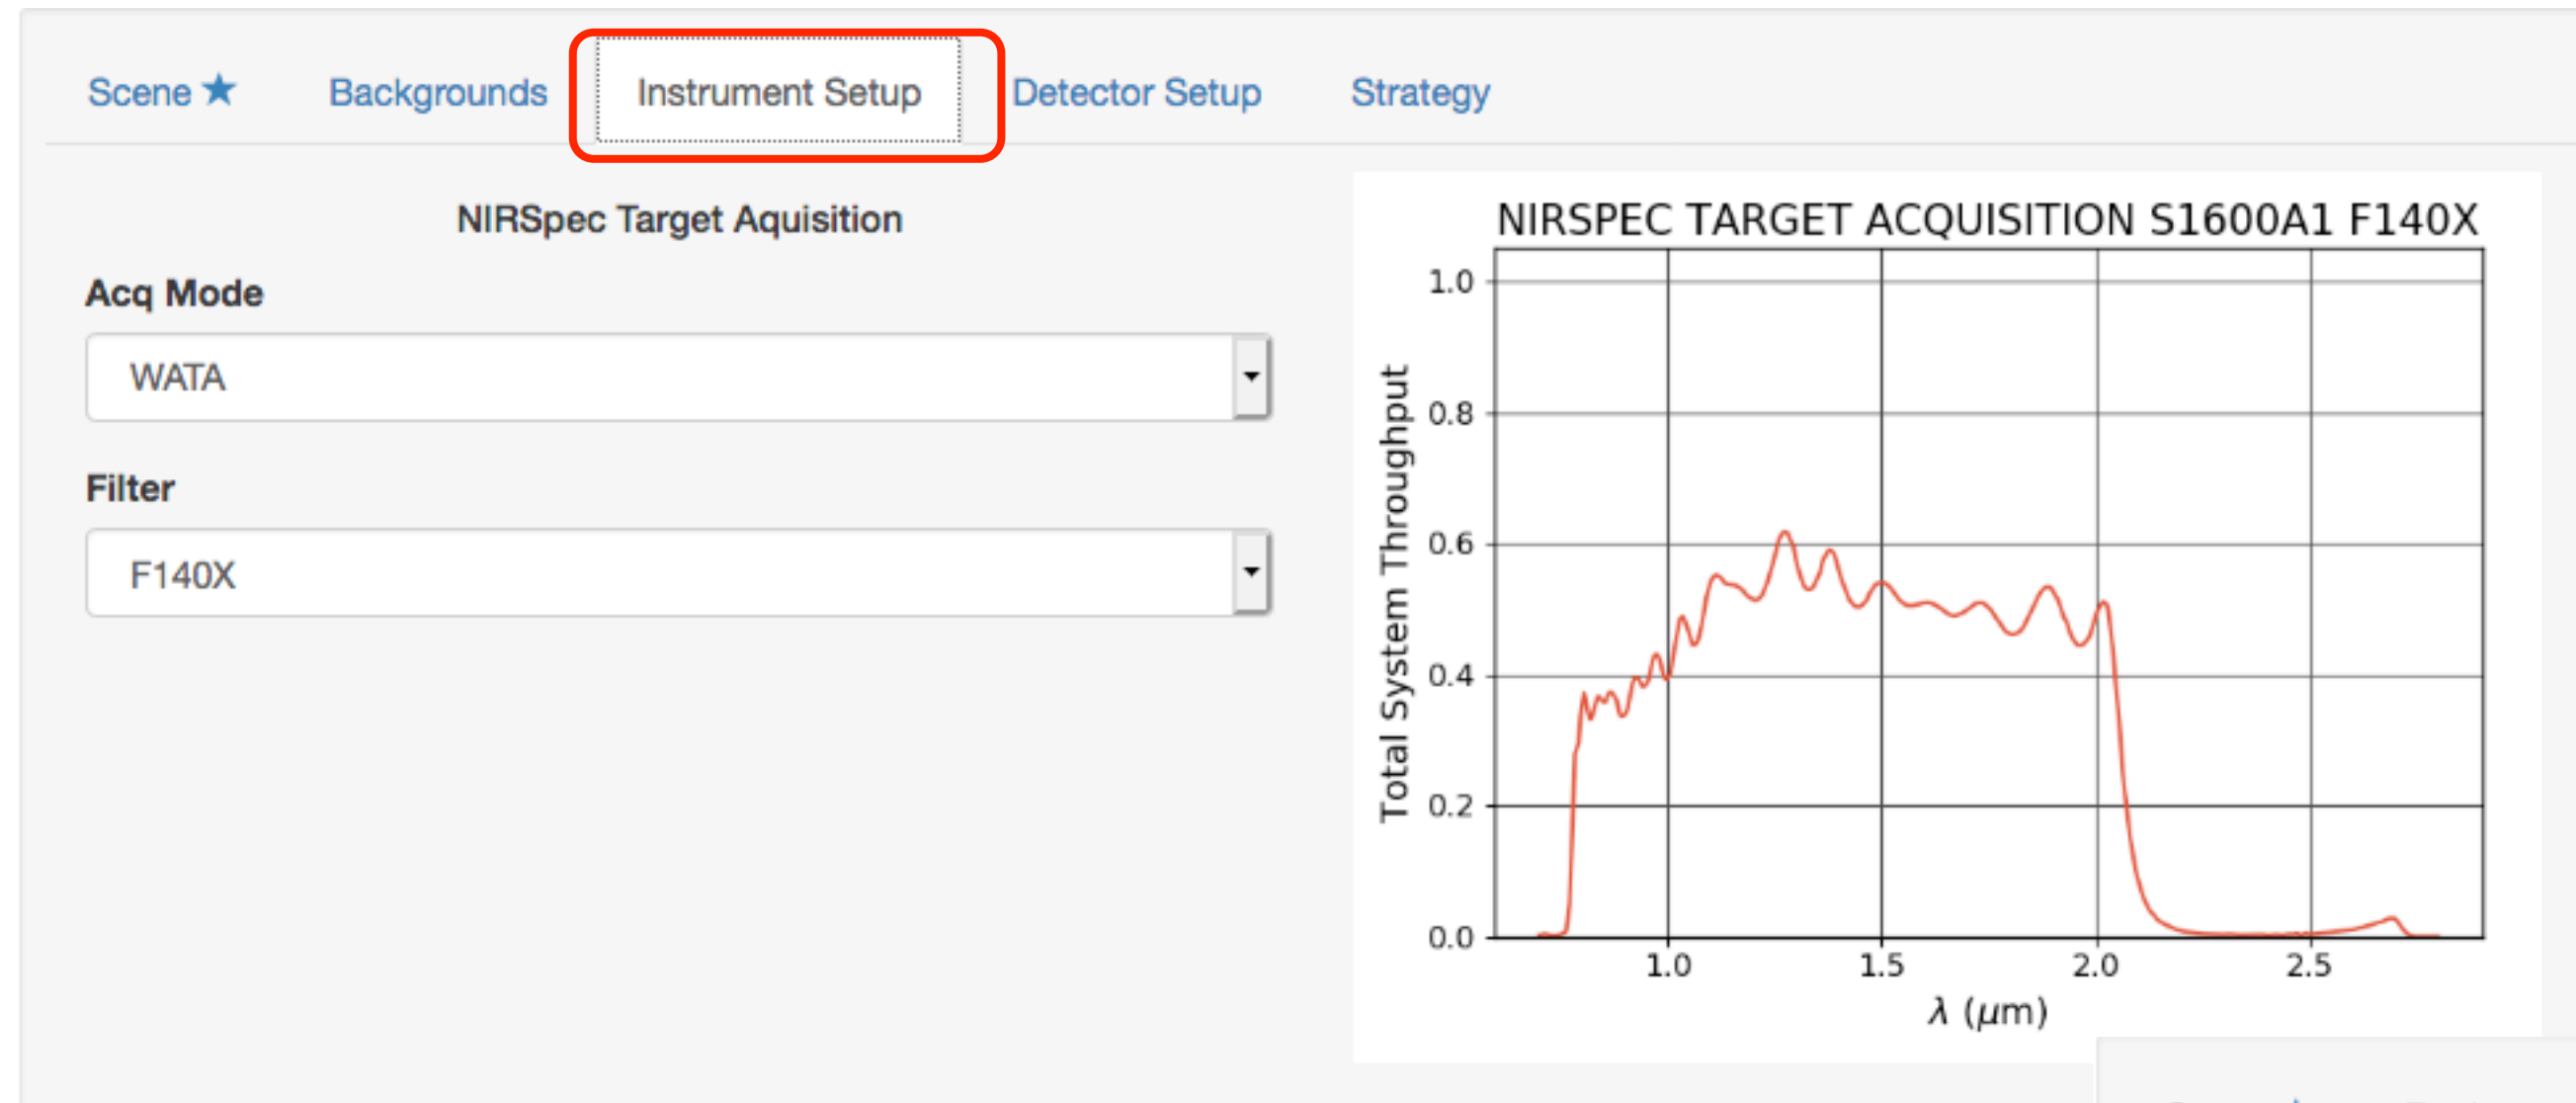 Scene Backgrounds Instrument Setup Detector Setup Strategy
NIRSpec Target Aquisition
Acq Mode
WATA
Filter
F140X
NIRSPEC TARGET ACQUISITION S1600A1 F140X
Total System Throughput
1.0
0.8
0.6
0.4
0.2
0.0
1.0 1.5 2.0 2.5
λ (μm)